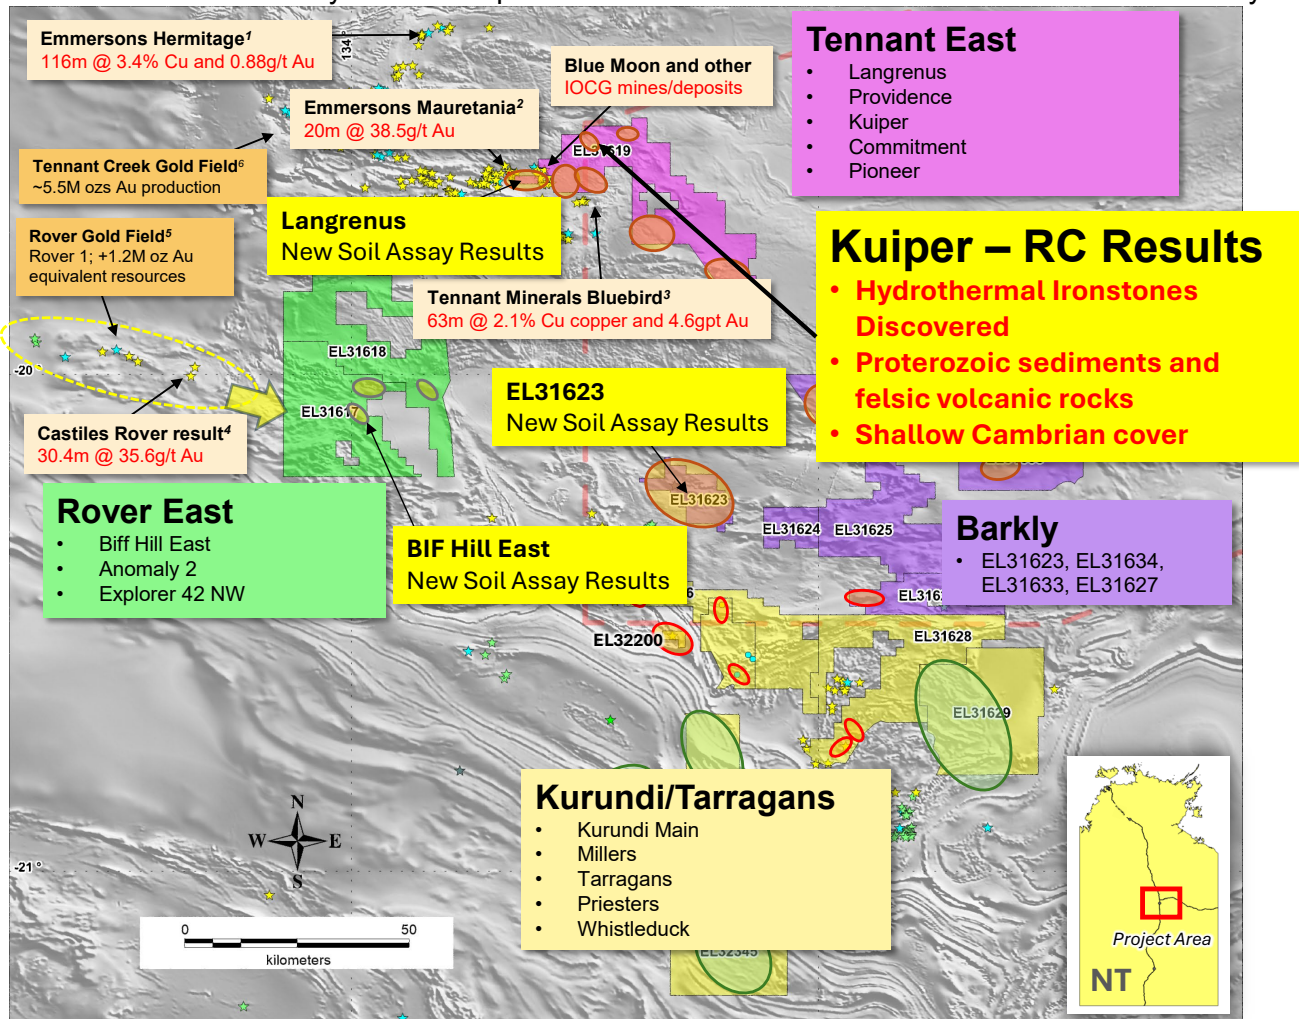 Emmersons Hermitage1
116m @ 3.4% Cu and 0.88g/t Au
134 °
Blue Moon and other
IOCG mines/deposits
Emmersons Mauretania2
20m @ 38.5g/t Au
Tennant Creek Gold Field6
~5.5M ozs Au production
Tennant East
• Langrenus
• Providence
• Kuiper
• Commitment
• Pioneer
Langrenus
New Soil Assay Results
Rover Gold Field5
Rover 1; +1.2M oz Au
equivalent resources
Tennant Minerals Bluebird3
63m @ 2.1% Cu copper and 4.6gpt Au
Kuiper – RC Results
• Hydrothermal Ironstones
Discovered
• Proterozoic sediments and
felsic volcanic rocks
• Shallow Cambrian cover
EL31618
-20 °
EL31617
EL31623
New Soil Assay Results
Castiles Rover result4
30.4m @ 35.6g/t Au
EL31623
EL31624
EL31625
Rover East
• Biff Hill East
• Anomaly 2
• Explorer 42 NW
BIF Hill East
New Soil Assay Results
Barkly
• EL31623, EL31634,
EL31633, EL31627
EL32200
EL31628
EL31629
Kurundi/Tarragans
• Kurundi Main
• Millers
• Tarragans
• Priesters
• Whistleduck
N
W
E
S
-21 °
0
50
kilometers
EL32345
Project Area
NT